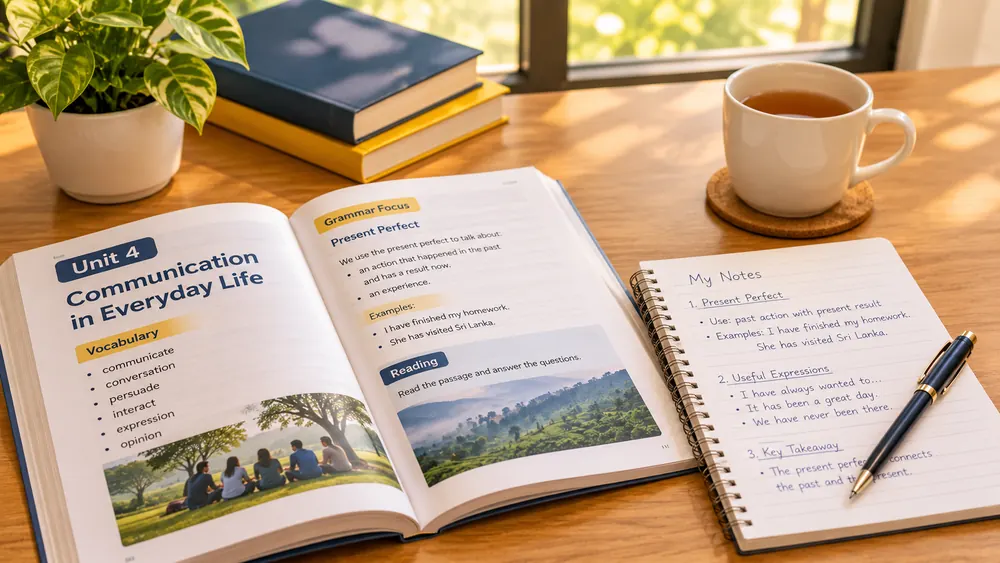 Unit 4
Communication
in Everyday Life
Vocabulary
• communicate
• conversation
• persuade
• interact
• expression
• opinion
Grammar Focus
Present Perfect
We use the present perfect to talk about:
• an action that happened in the past
and has a result now.
• an experience.
Examples:
• I have finished my homework.
• She has visited Sri Lanka.
Reading
Read the passage and answer the questions.
My Notes
1. Present Perfect
• Use: past action with present result
• Examples: I have finished my homework.
She has visited Sri Lanka.
2. Useful Expressions
• I have always wanted to....
• It has been a great day.
• We have never been there.
3. Key Takeaway
• The present perfect connects
the past and the present.